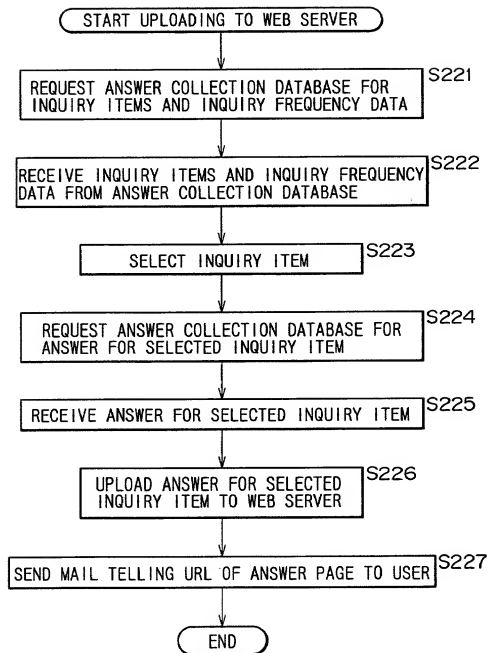 START UPLOADING TO WEB SERVER
S221
REQUEST ANSWER COLLECTION DATABASE FOR
INQUIRY ITEMS AND INQUIRY FREQUENCY DATA
S222
RECEIVE INQUIRY ITEMS AND INQUIRY FREQUENCY
DATA FROM ANSWER COLLECTION DATABASE
S223
SELECT INQUIRY ITEM
S224
REQUEST ANSWER COLLECTION DATABASE FOR
ANSWER FOR SELECTED INQUIRY ITEM
S225
RECEIVE ANSWER FOR SELECTED INQUIRY ITEM
S226
UPLOAD ANSWER FOR SELECTED
INQUIRY ITEM TO WEB SERVER
S227
SEND MAIL TELLING URL OF ANSWER PAGE TO USER
END